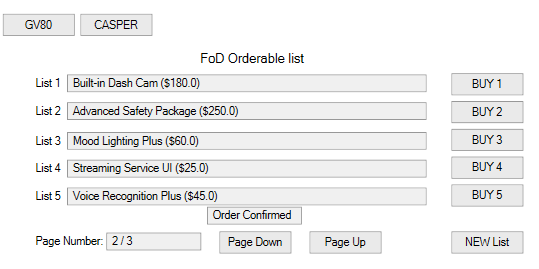 GV80 CASPER
FoD Orderable list
List 1 Built-in Dash Cam ($180.0) BUY 1
List 2 Advanced Safety Package ($250.0) BUY 2
List 3 Mood Lighting Plus ($60.0) BUY 3
List 4 Streaming Service UI ($25.0) BUY 4
List 5 Voice Recognition Plus ($45.0) BUY 5
Order Confirmed
Page Number: 2 / 3 Page Down Page Up NEW List